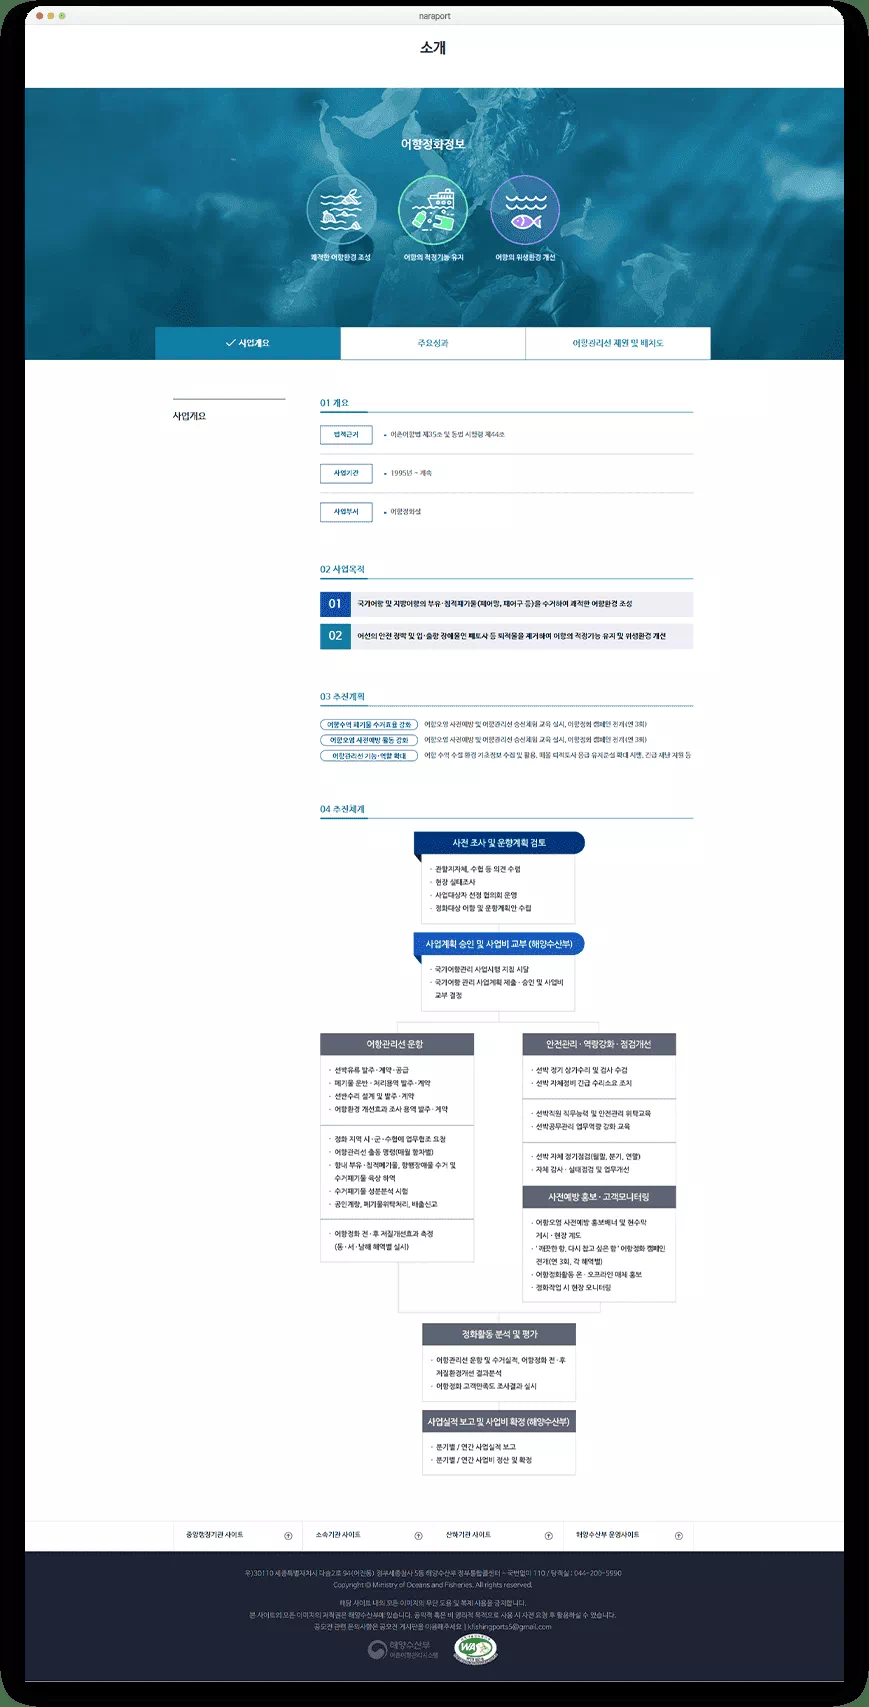 naraport
소개
어항정화정보
쾌적한 어항환경 조성
어항의 적정기능 유지
어항의 위생환경 개선
사업개요
주요성과
어항관리선 제원 및 배치도
사업개요
01 개요
법적근거
어촌어항법 제35조 및 동법 시행령 제44조
사업기간
1995년 ~ 계속
사업부서
어항정화실
02 사업목적
01 국가어항 및 지방어항의 부유·침적폐기물(폐어망, 폐어구 등)을 수거하여 쾌적한 어항환경 조성
02 어선의 안전 정박 및 입·출항 장애물인 폐토사 등 퇴적물을 제거하여 어항의 적정기능 유지 및 위생환경 개선
03 추진계획
어항수역 폐기물 수거효율 강화 어항오염 사전예방 및 어항관리선 승선체험 교육 실시, 어항정화 캠페인 전개(연 3회)
어항오염 사전예방 활동 강화 어항오염 사전예방 및 어항관리선 승선체험 교육 실시, 어항정화 캠페인 전개(연 3회)
어항관리선 기능·역할 확대 어항 수역 수질 환경 기초정보 수집 및 활용, 매몰 퇴적토사 응급 유지준설 확대 시행, 긴급 재난 지원 등
04 추진체계
사전 조사 및 운항계획 검토
· 관할지자체, 수협 등 의견 수렴
· 현장 실태조사
· 사업대상자 선정 협의회 운영
· 정화대상 어항 및 운항계획안 수립
사업계획 승인 및 사업비 교부 (해양수산부)
· 국가어항관리 사업시행 지침 시달
· 국가어항 관리 사업계획 제출·승인 및 사업비
교부 결정
어항관리선 운항
· 선박유류 발주·계약·공급
· 폐기물 운반·처리용역 발주·계약
· 선반수리 설계 및 발주·계약
· 어항환경 개선효과 조사 용역 발주·계약
· 정화 지역 시·군·수협에 업무협조 요청
· 어항관리선 출동 명령(매월 항차별)
· 항내 부유·침적폐기물, 항행장애물 수거 및
수거폐기물 육상 하역
· 수거폐기물 성분분석 시험
· 공인계량, 폐기물위탁처리, 배출신고
· 어항정화 전·후 저질개선효과 측정
(동·서·남해 해역별 실시)
안전관리·역량강화·점검개선
· 선박 정기 상가수리 및 검사 수검
· 선박 자체정비 긴급 수리소요 조치
· 선박직원 직무능력 및 안전관리 위탁교육
· 선박공무관리 업무역량 강화 교육
· 선박 자체 정기점검(월말, 분기, 연말)
· 자체 감사·실태점검 및 업무개선
사전예방 홍보·고객모니터링
· 어항오염 사전예방 홍보배너 및 현수막
게시·현장 계도
· '깨끗한 항, 다시 찾고 싶은 항' 어항정화 캠페인
전개(연 3회, 각 해역별)
· 어항정화활동 온·오프라인 매체 홍보
· 정화작업 시 현장 모니터링
정화활동 분석 및 평가
· 어항관리선 운항 및 수거실적, 어항정화 전·후
저질환경개선 결과분석
· 어항정화 고객만족도 조사결과 실시
사업실적 보고 및 사업비 확정 (해양수산부)
· 분기별 / 연간 사업실적 보고
· 분기별 / 연간 사업비 정산 및 확정
중앙행정기관 사이트
소속기관 사이트
산하기관 사이트
해양수산부 운영사이트
우)30110 세종특별자치시 다솜2로 94(어진동) 정부세종청사 5동 해양수산부 정부통합콜센터 - 국번없이 110 / 당직실 : 044-200-5990
Copyright © Ministry of Oceans and Fisheries. All rights reserved.
해당 사이트 내의 모든 이미지의 무단 도용 및 복제 사용을 금지합니다.
본 사이트의 모든 이미지의 저작권은 해양수산부에 있습니다. 공익적 혹은 비 영리적 목적으로 사용 시 사전 요청 후 활용하실 수 있습니다.
공모전 관련 문의사항은 공모전 게시판을 이용해주세요 | kfishingports5@gmail.com
해양수산부
어촌어항관리시스템
WA